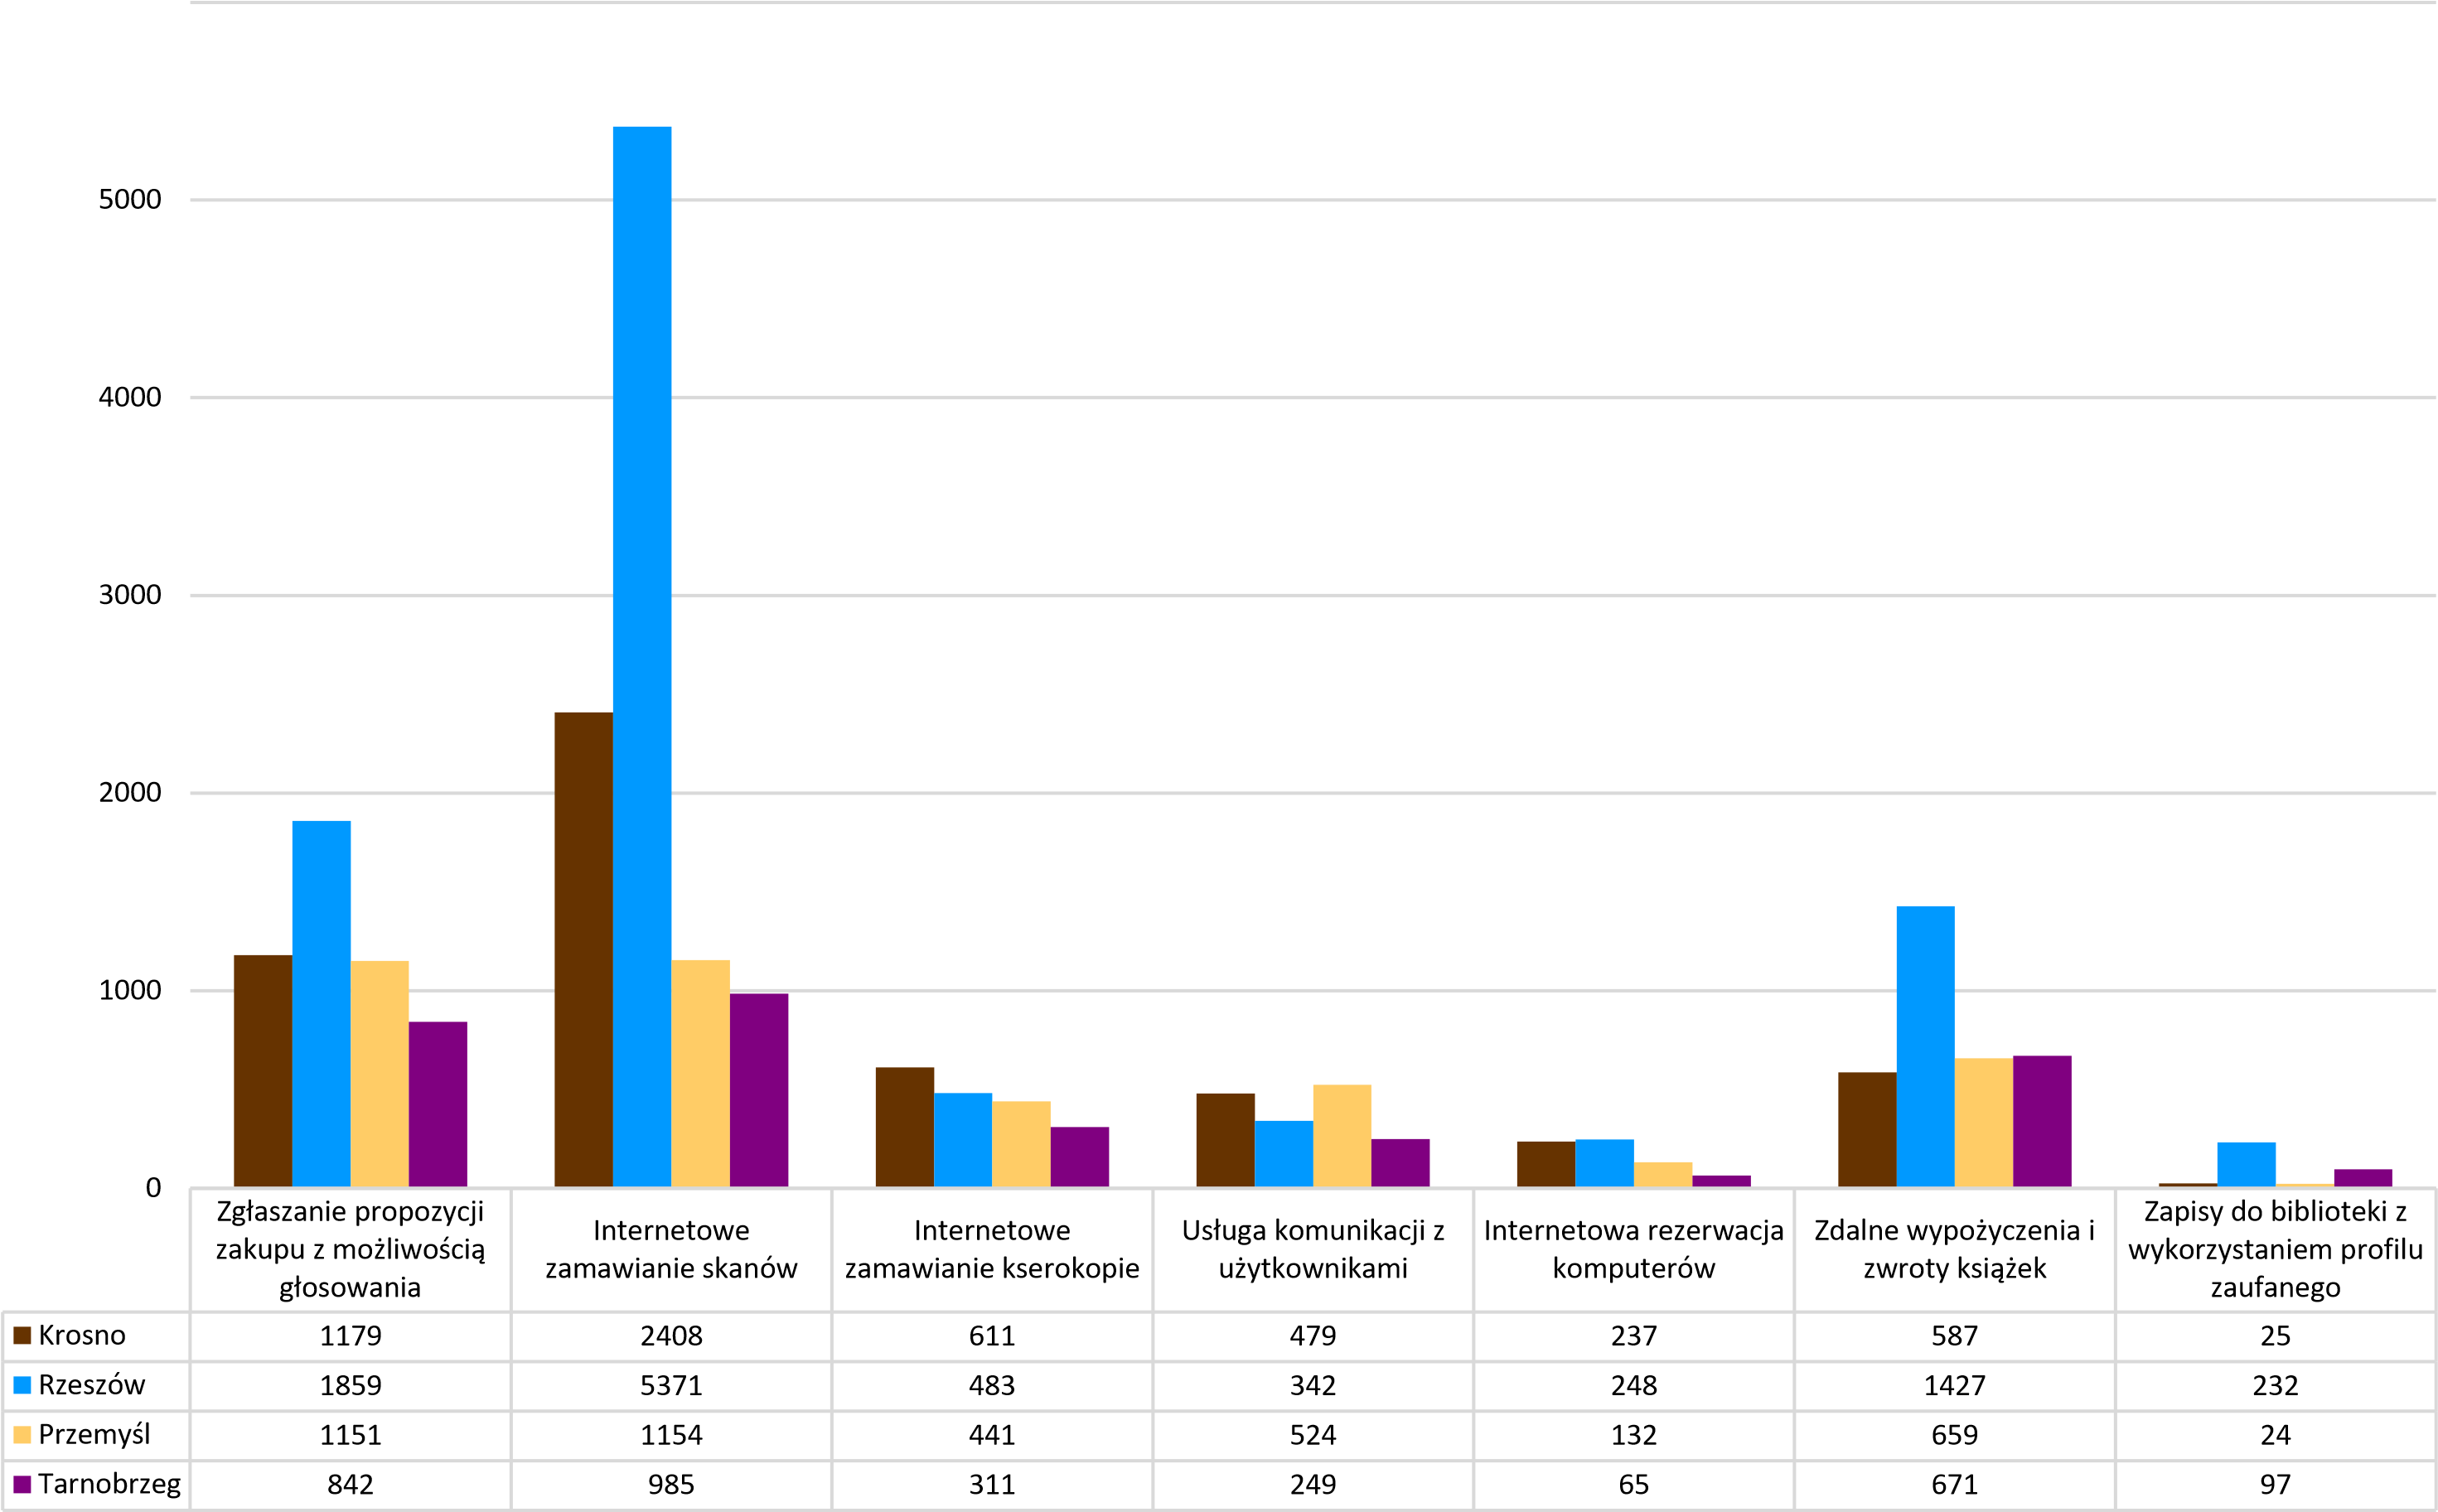 5000
4000
3000
2000
1000
0
Zgłaszanie propozycji
zakupu z możliwością
głosowania
Internetowe
zamawianie skanów
Internetowe
zamawianie kserokopie
Usługa komunikacji z
użytkownikami
Internetowa rezerwacja
komputerów
Zdalne wypożyczenia i
zwroty książek
Zapisy do biblioteki z
wykorzystaniem profilu
zaufanego
Krosno 1179 2408 611 479 237 587 25
Rzeszów 1859 5371 483 342 248 1427 232
Przemyśl 1151 1154 441 524 132 659 24
Tarnobrzeg 842 985 311 249 65 671 97